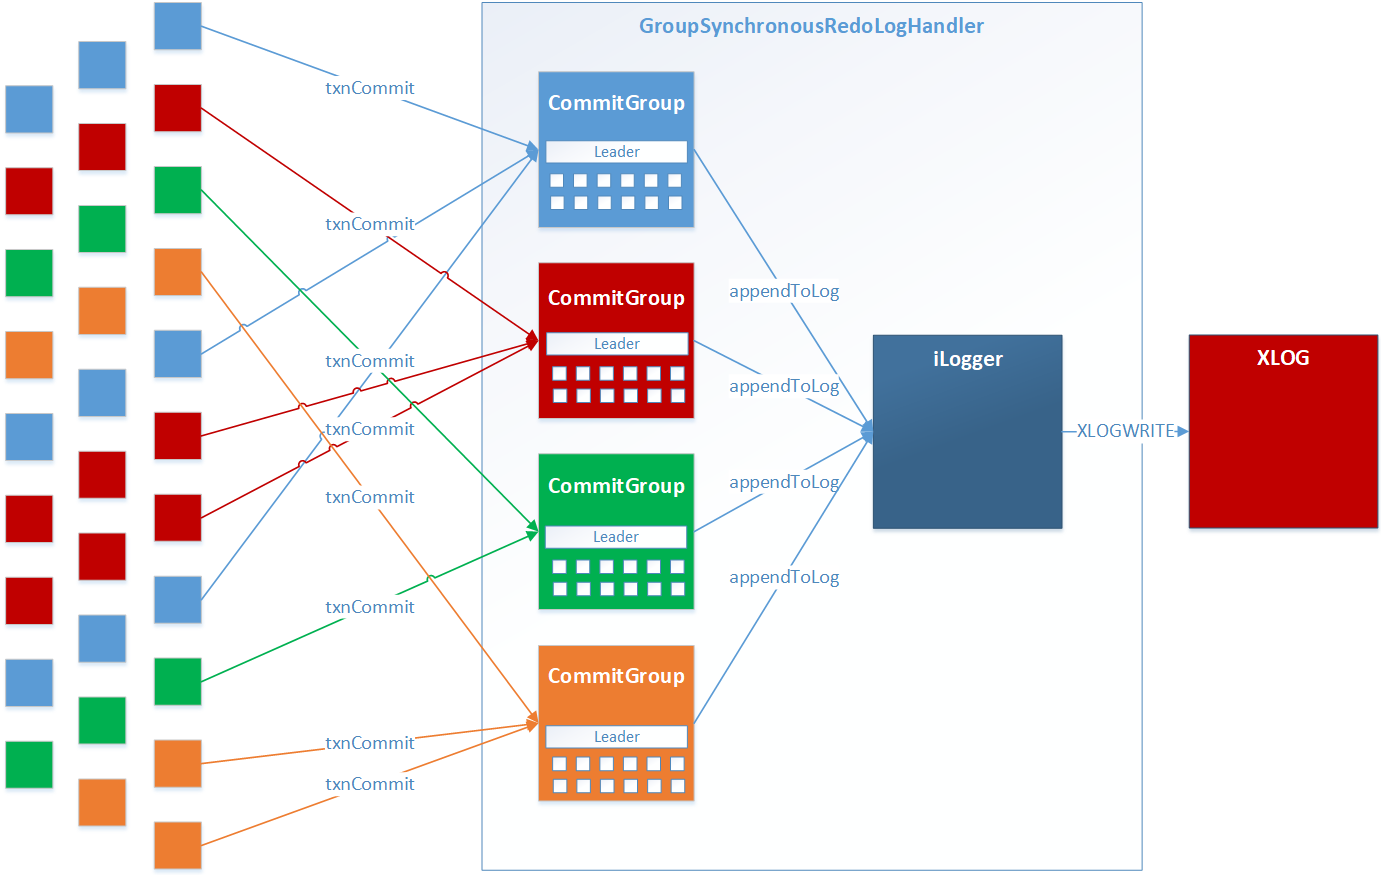 GroupSynchronousRedoLogHandler
txnCommit
txnCommit
txnCommit
txnCommit
txnCommit
txnCommit
txnCommit
txnCommit
CommitGroup
Leader
CommitGroup
Leader
CommitGroup
Leader
CommitGroup
Leader
appendToLog
appendToLog
appendToLog
appendToLog
iLogger
XLOGWRITE
XLOG